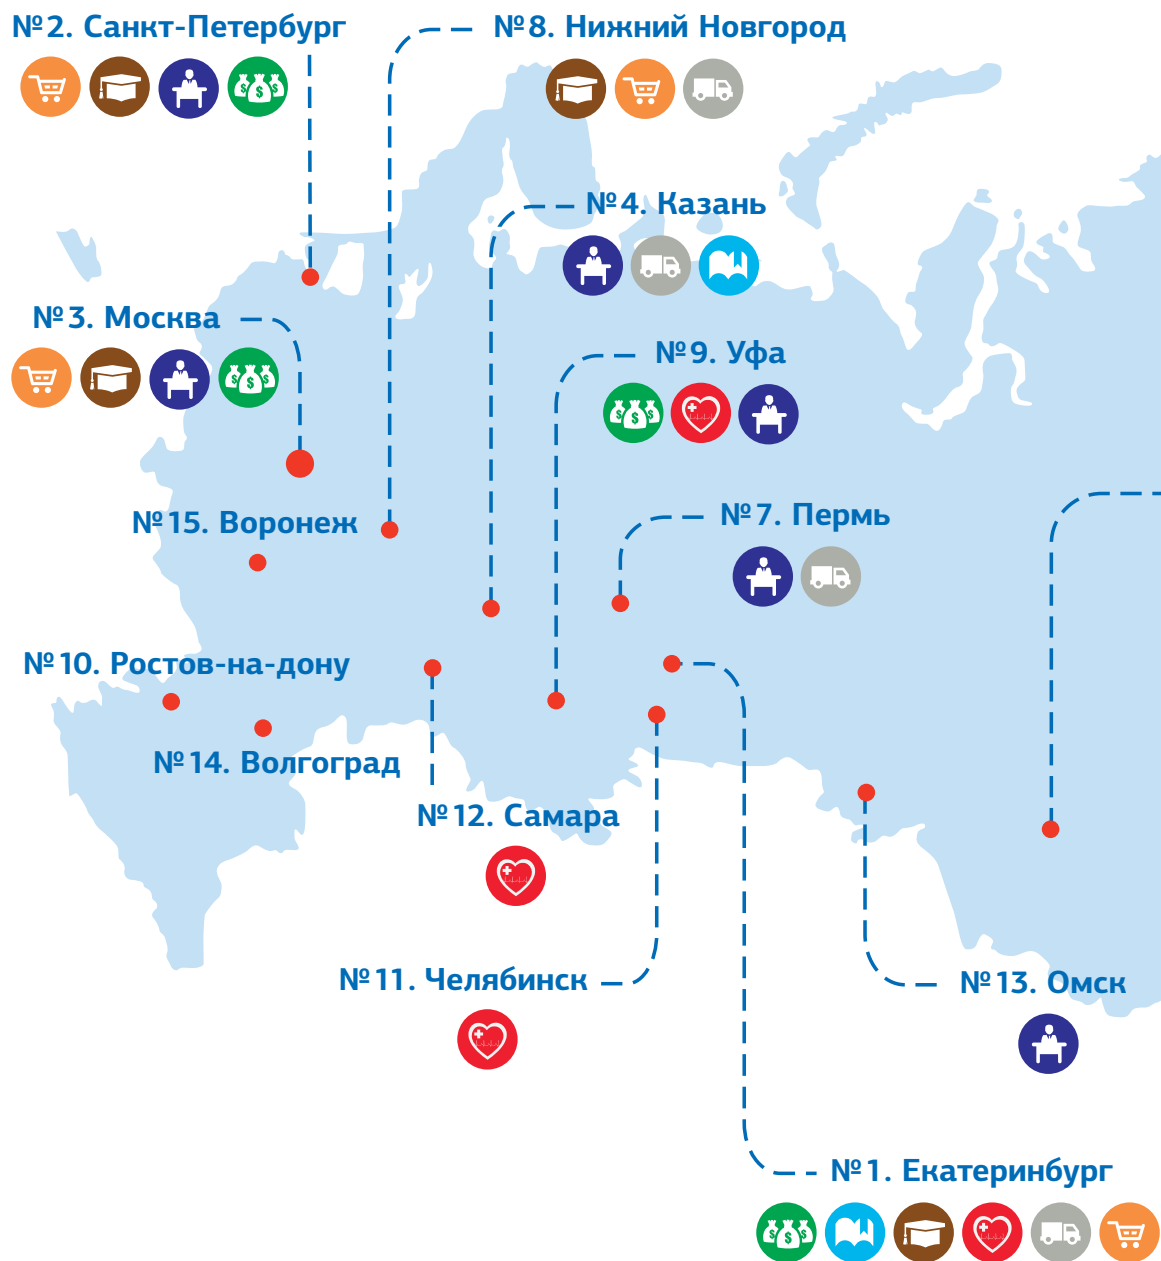 №2. Санкт-Петербург
№8. Нижний Новгород
№4. Казань
№3. Москва
№9. Уфа
№15. Воронеж
№7. Пермь
№10. Ростов-на-дону
№14. Волгоград
№12. Самара
№11. Челябинск
№13. Омск
№1. Екатеринбург